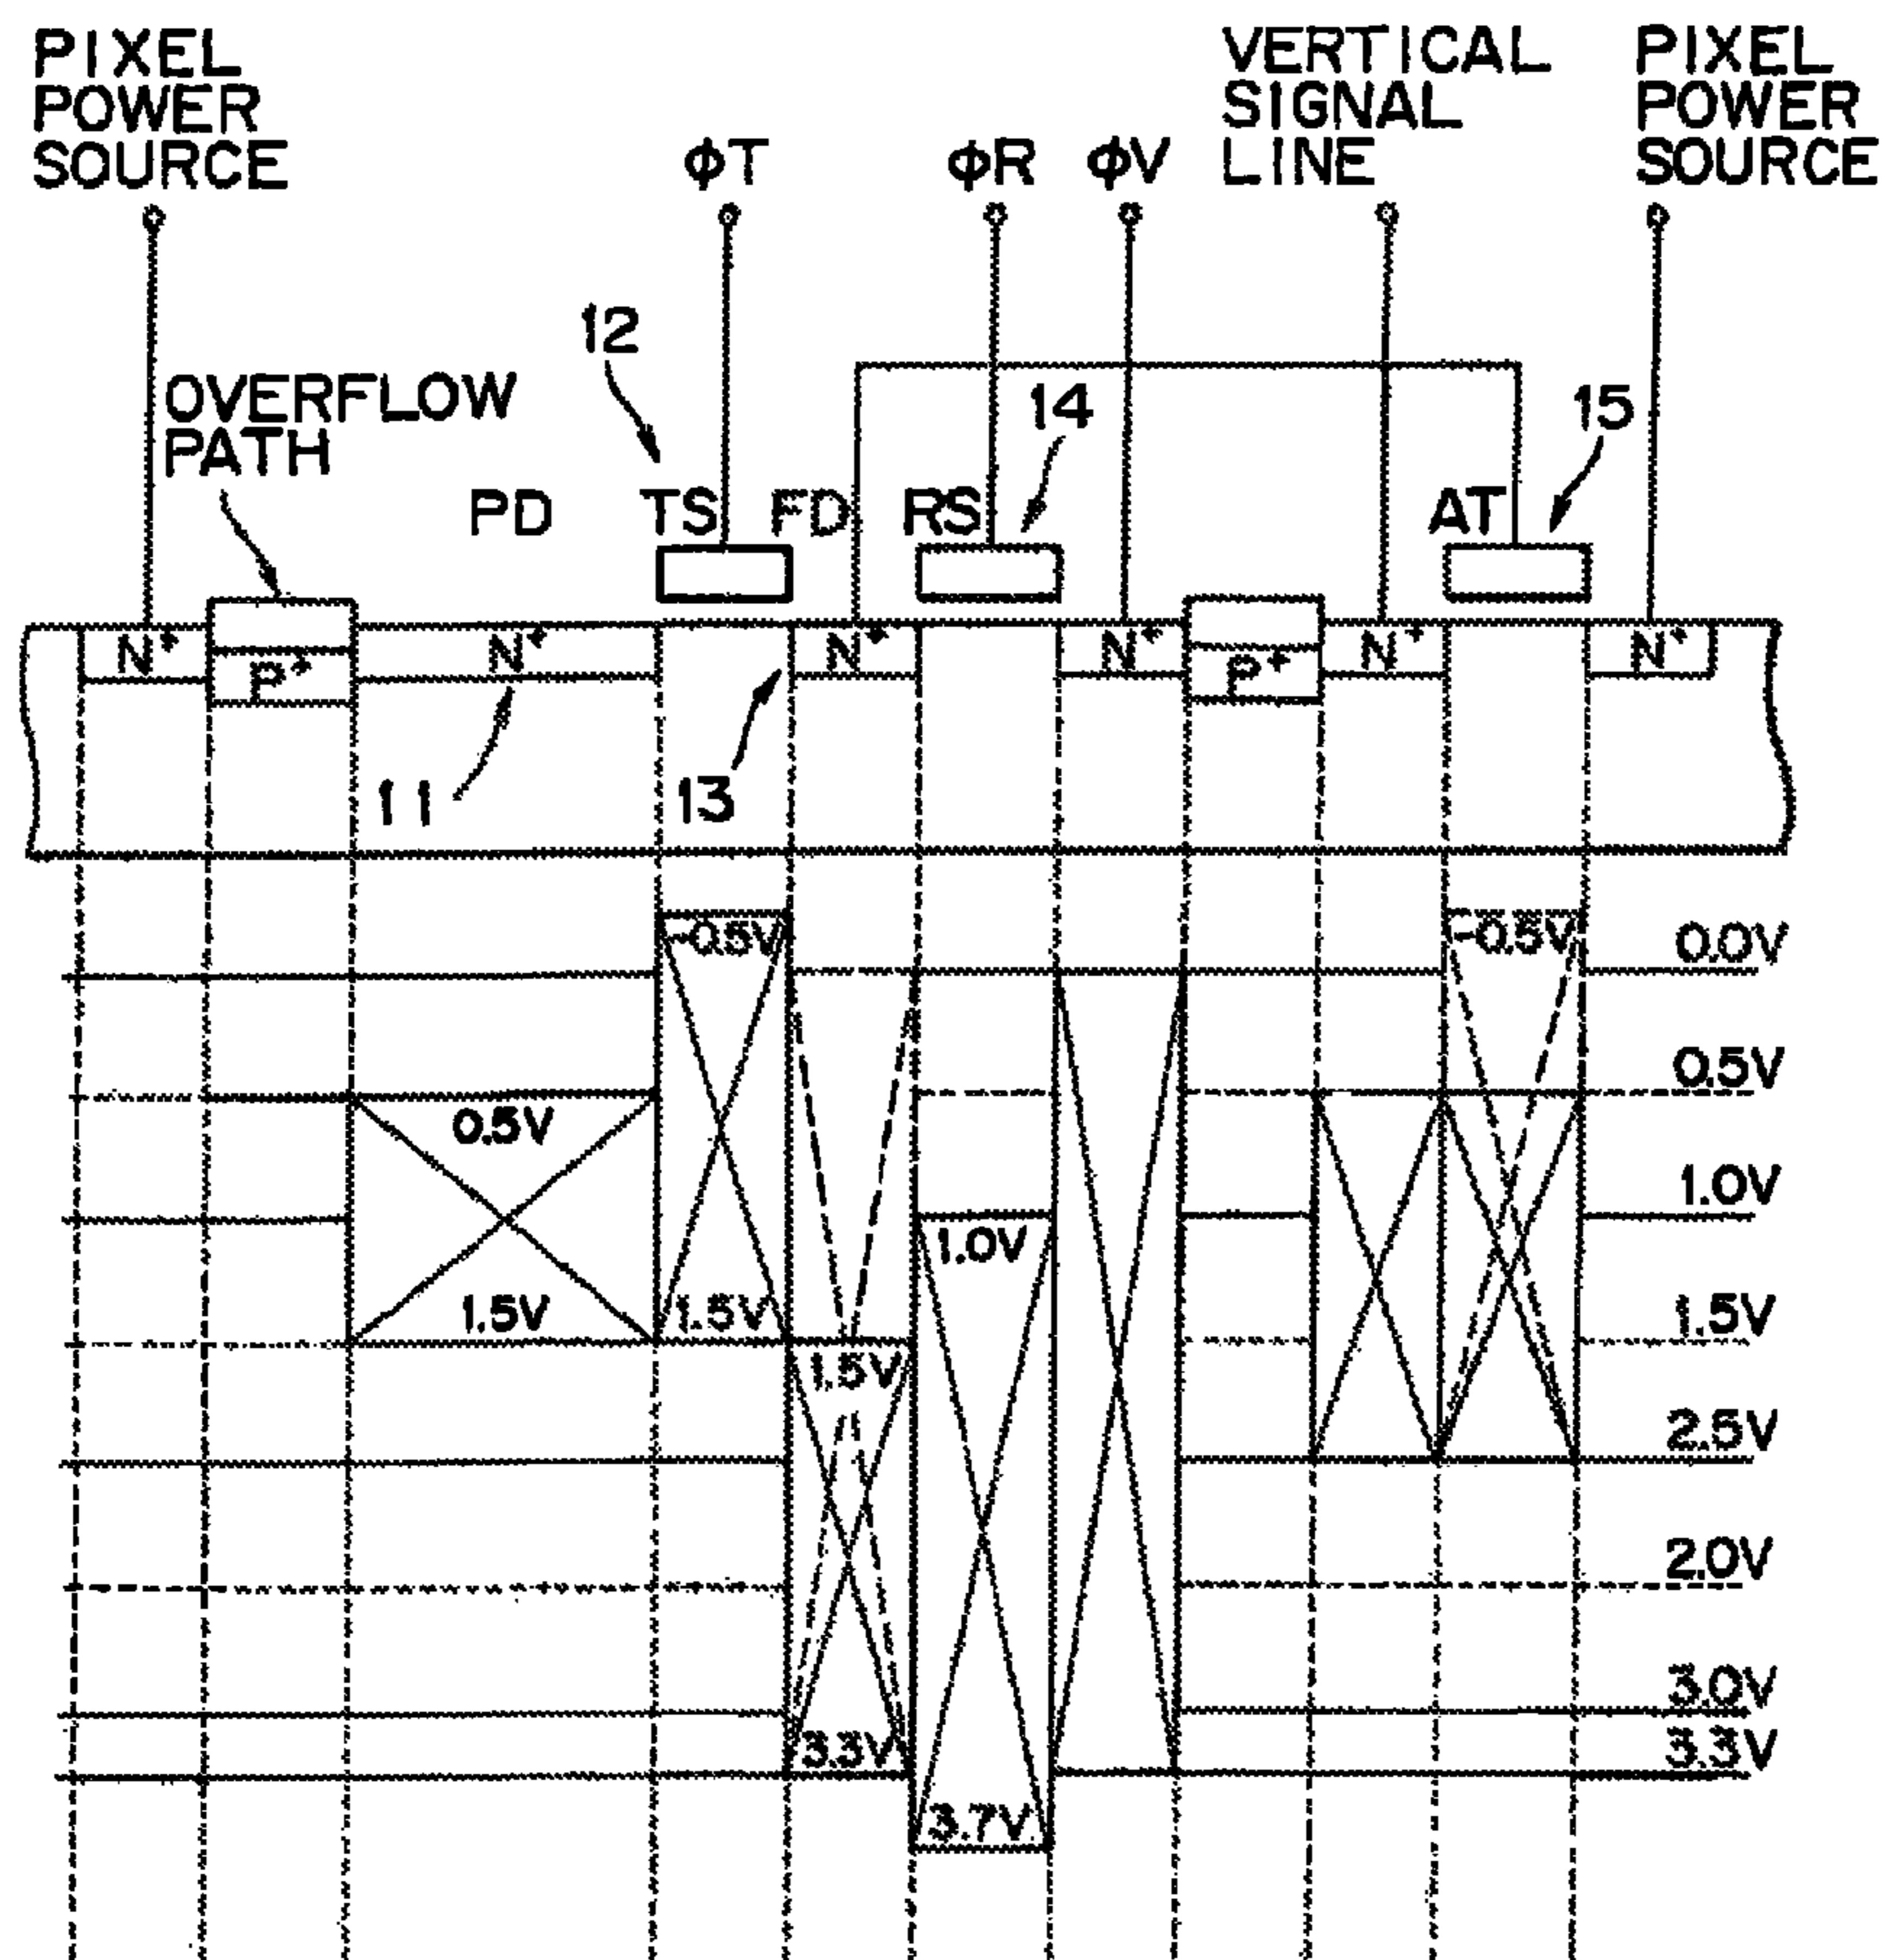 PIXEL
POWER
SOURCE
ΦT
ΦR
ΦV
VERTICAL
SIGNAL
LINE
PIXEL
POWER
SOURCE
12
OVERFLOW
PATH
14
15
PD
TS
FD
RS
AT
N+
P+
N+
N+
N+
P+
N+
N+
11
13
-0.5V
-0.5V
0.0V
0.5V
0.5V
1.0V
1.0V
1.5V
1.5V
1.5V
1.5V
2.5V
2.0V
3.0V
3.3V
3.3V
3.7V